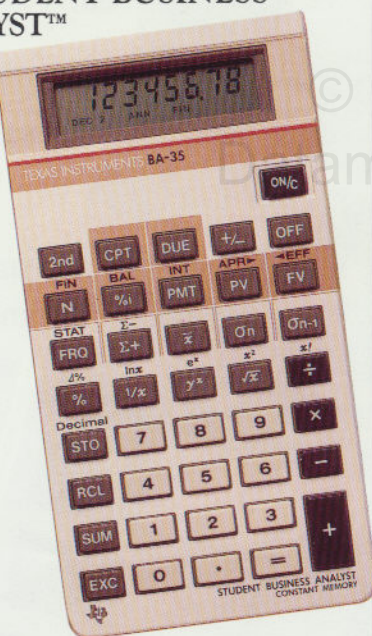 UDENT BUSINESS
YST™
12345678
DEC 2 ANN FIN
TEXAS INSTRUMENTS BA-35
©
ON/C
2nd CPT DUE +/− OFF
FIN BAL INT APR► ◄EFF
N %i PMT PV FV
STAT Σ−
FRQ Σ+ x̄ σn σn-1
Δ% lnx eˣ x² x!
% 1/x yˣ √x ÷
Decimal
STO 7 8 9 ×
RCL 4 5 6 −
SUM 1 2 3 +
EXC 0 . =
STUDENT BUSINESS ANALYST
CONSTANT MEMORY